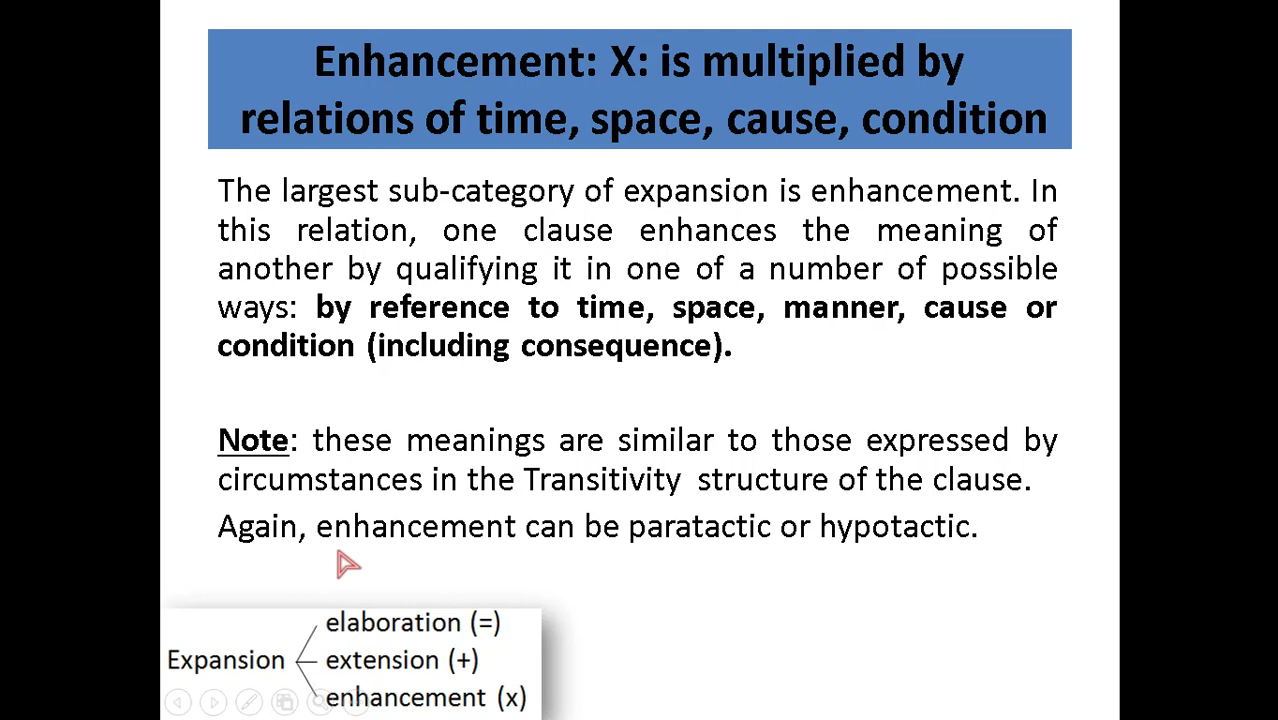 Enhancement: X: is multiplied by
relations of time, space, cause, condition
The largest sub-category of expansion is enhancement. In
this relation, one clause enhances the meaning of
another by qualifying it in one of a number of possible
ways: by reference to time, space, manner, cause or
condition (including consequence).
Note: these meanings are similar to those expressed by
circumstances in the Transitivity structure of the clause.
Again, enhancement can be paratactic or hypotactic.
elaboration (=)
Expansion
extension (+)
enhancement (x)